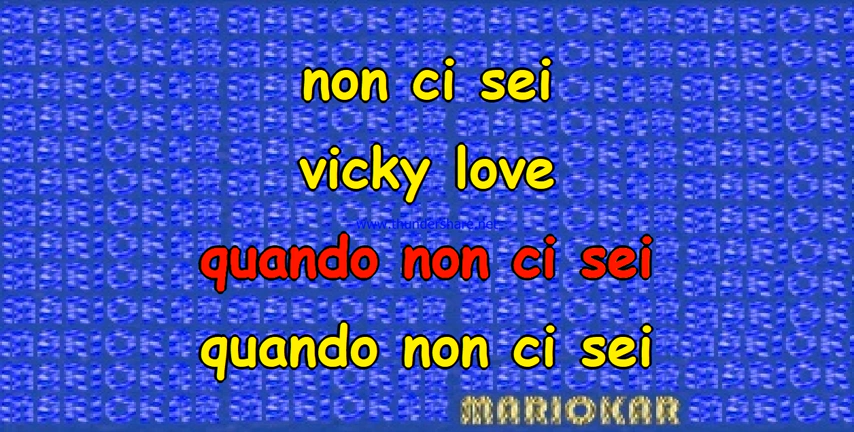 non ci sei
vicky love
www.thundershare.net
quando non ci sei
quando non ci sei
MARIOKAR